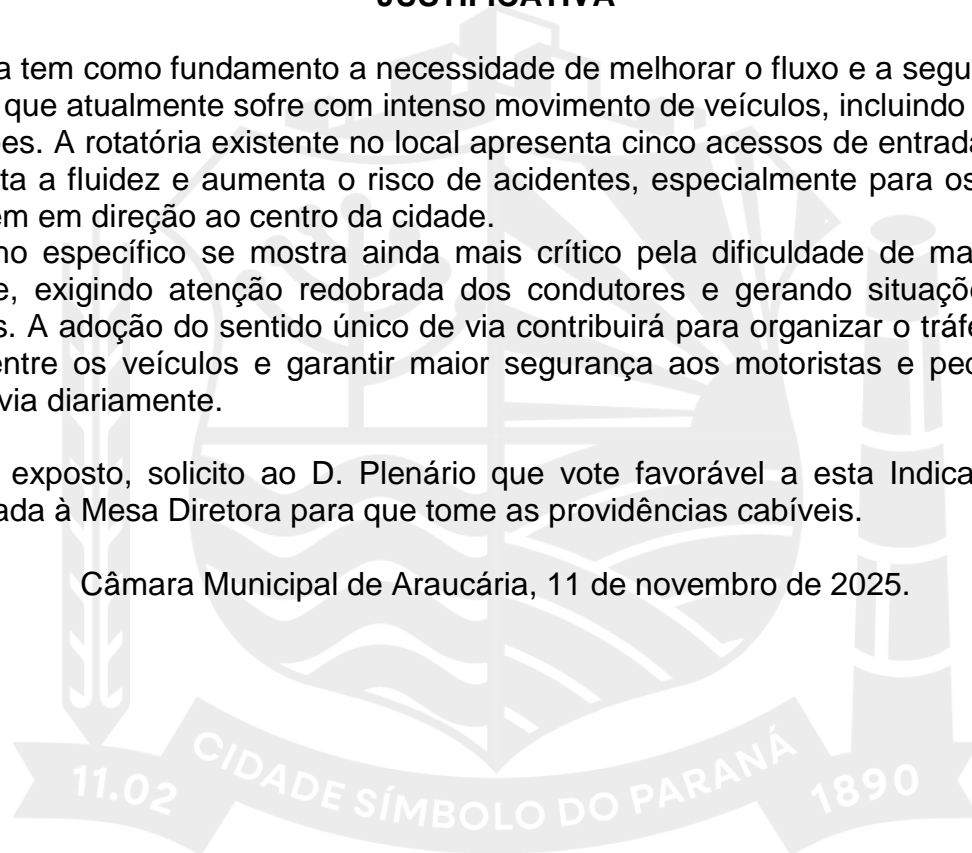 JUSTIFICATIVA
a tem como fundamento a necessidade de melhorar o fluxo e a segu
que atualmente sofre com intenso movimento de veículos, incluindo
es. A rotatória existente no local apresenta cinco acessos de entrada
ta a fluidez e aumenta o risco de acidentes, especialmente para os
em em direção ao centro da cidade.
no específico se mostra ainda mais crítico pela dificuldade de ma
e, exigindo atenção redobrada dos condutores e gerando situaçõ
s. A adoção do sentido único de via contribuirá para organizar o tráfe
entre os veículos e garantir maior segurança aos motoristas e ped
via diariamente.
exposto, solicito ao D. Plenário que vote favorável a esta Indica
ada à Mesa Diretora para que tome as providências cabíveis.
Câmara Municipal de Araucária, 11 de novembro de 2025.
11.02 CIDADE SÍMBOLO DO PARANÁ 1890